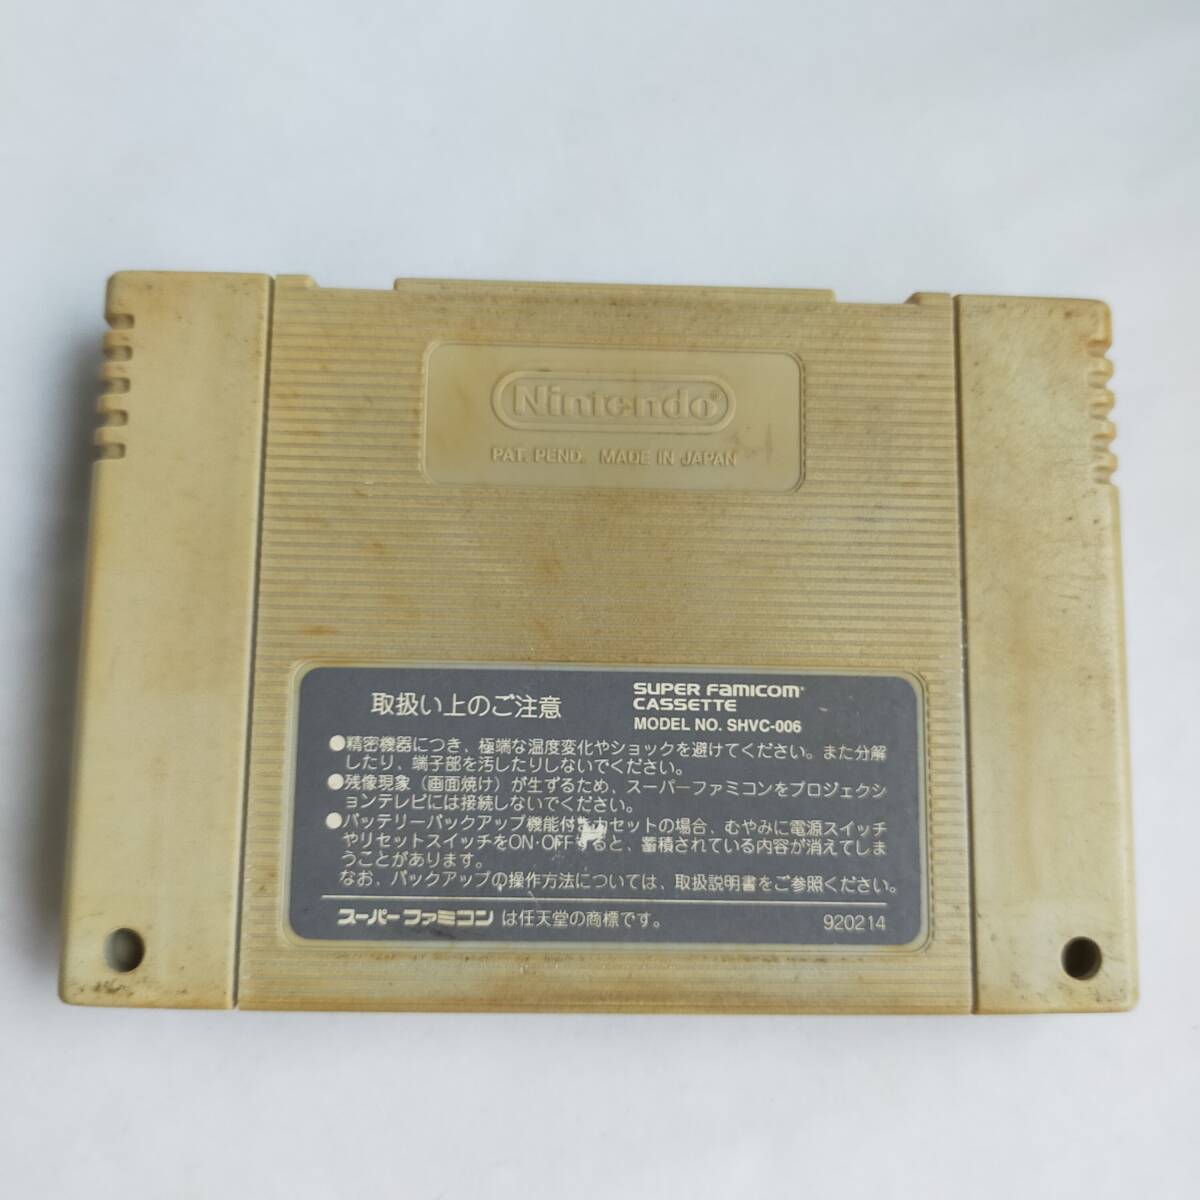 Nintendo®
PAT. PEND. MADE IN JAPAN
取扱い上のご注意
SUPER FAMICOM®
CASSETTE
MODEL NO. SHVC-006
●精密機器につき、極端な温度変化やショックを避けてください。また分解
したり、端子部を汚したりしないでください。
●残像現象（画面焼け）が生ずるため、スーパーファミコンをプロジェクシ
ョンテレビには接続しないでください。
●バッテリーバックアップ機能付きカセットの場合、むやみに電源スイッチ
やリセットスイッチをON・OFFすると、蓄積されている内容が消えてしま
うことがあります。
なお、バックアップの操作方法については、取扱説明書をご参照ください。
スーパーファミコンは任天堂の商標です。
920214